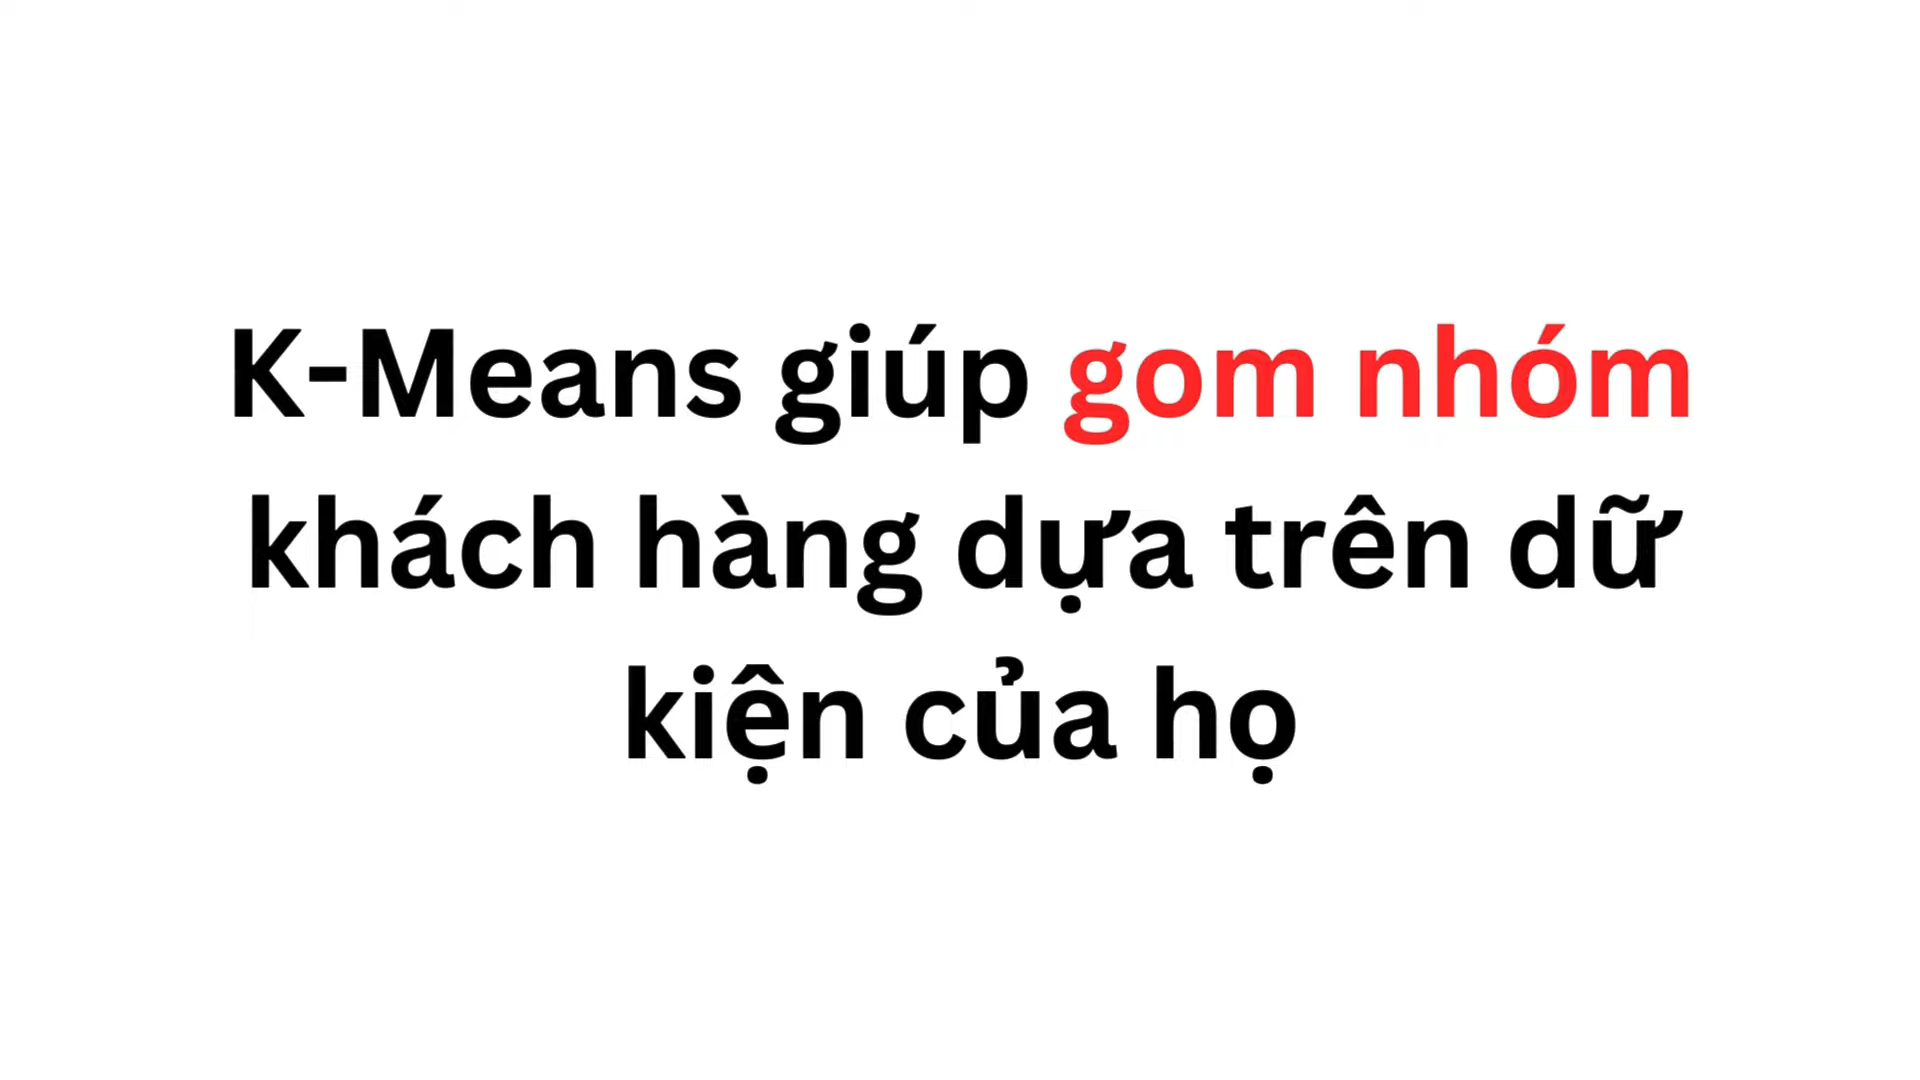 K-Means giúp gom nhóm
khách hàng dựa trên dữ
kiện của họ